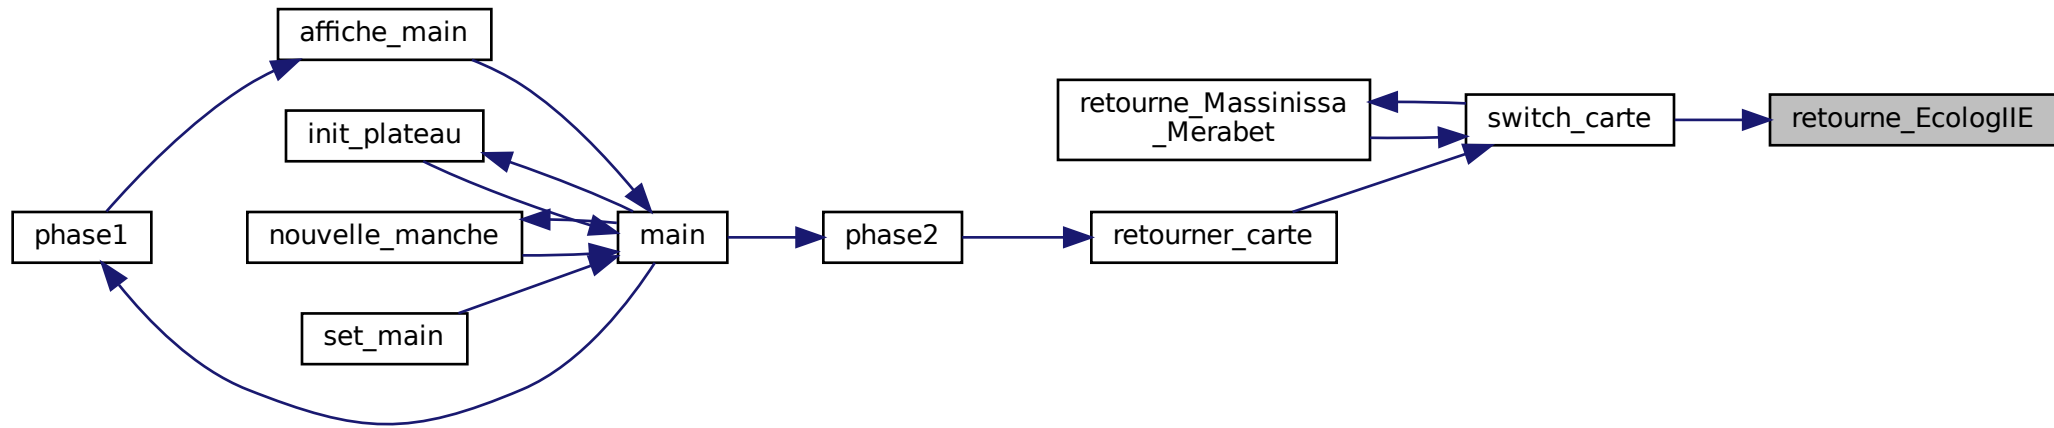 affiche_main
init_plateau
phase1
nouvelle_manche
set_main
main
phase2
retourne_Massinissa
_Merabet
retourner_carte
switch_carte
retourne_EcologIIE